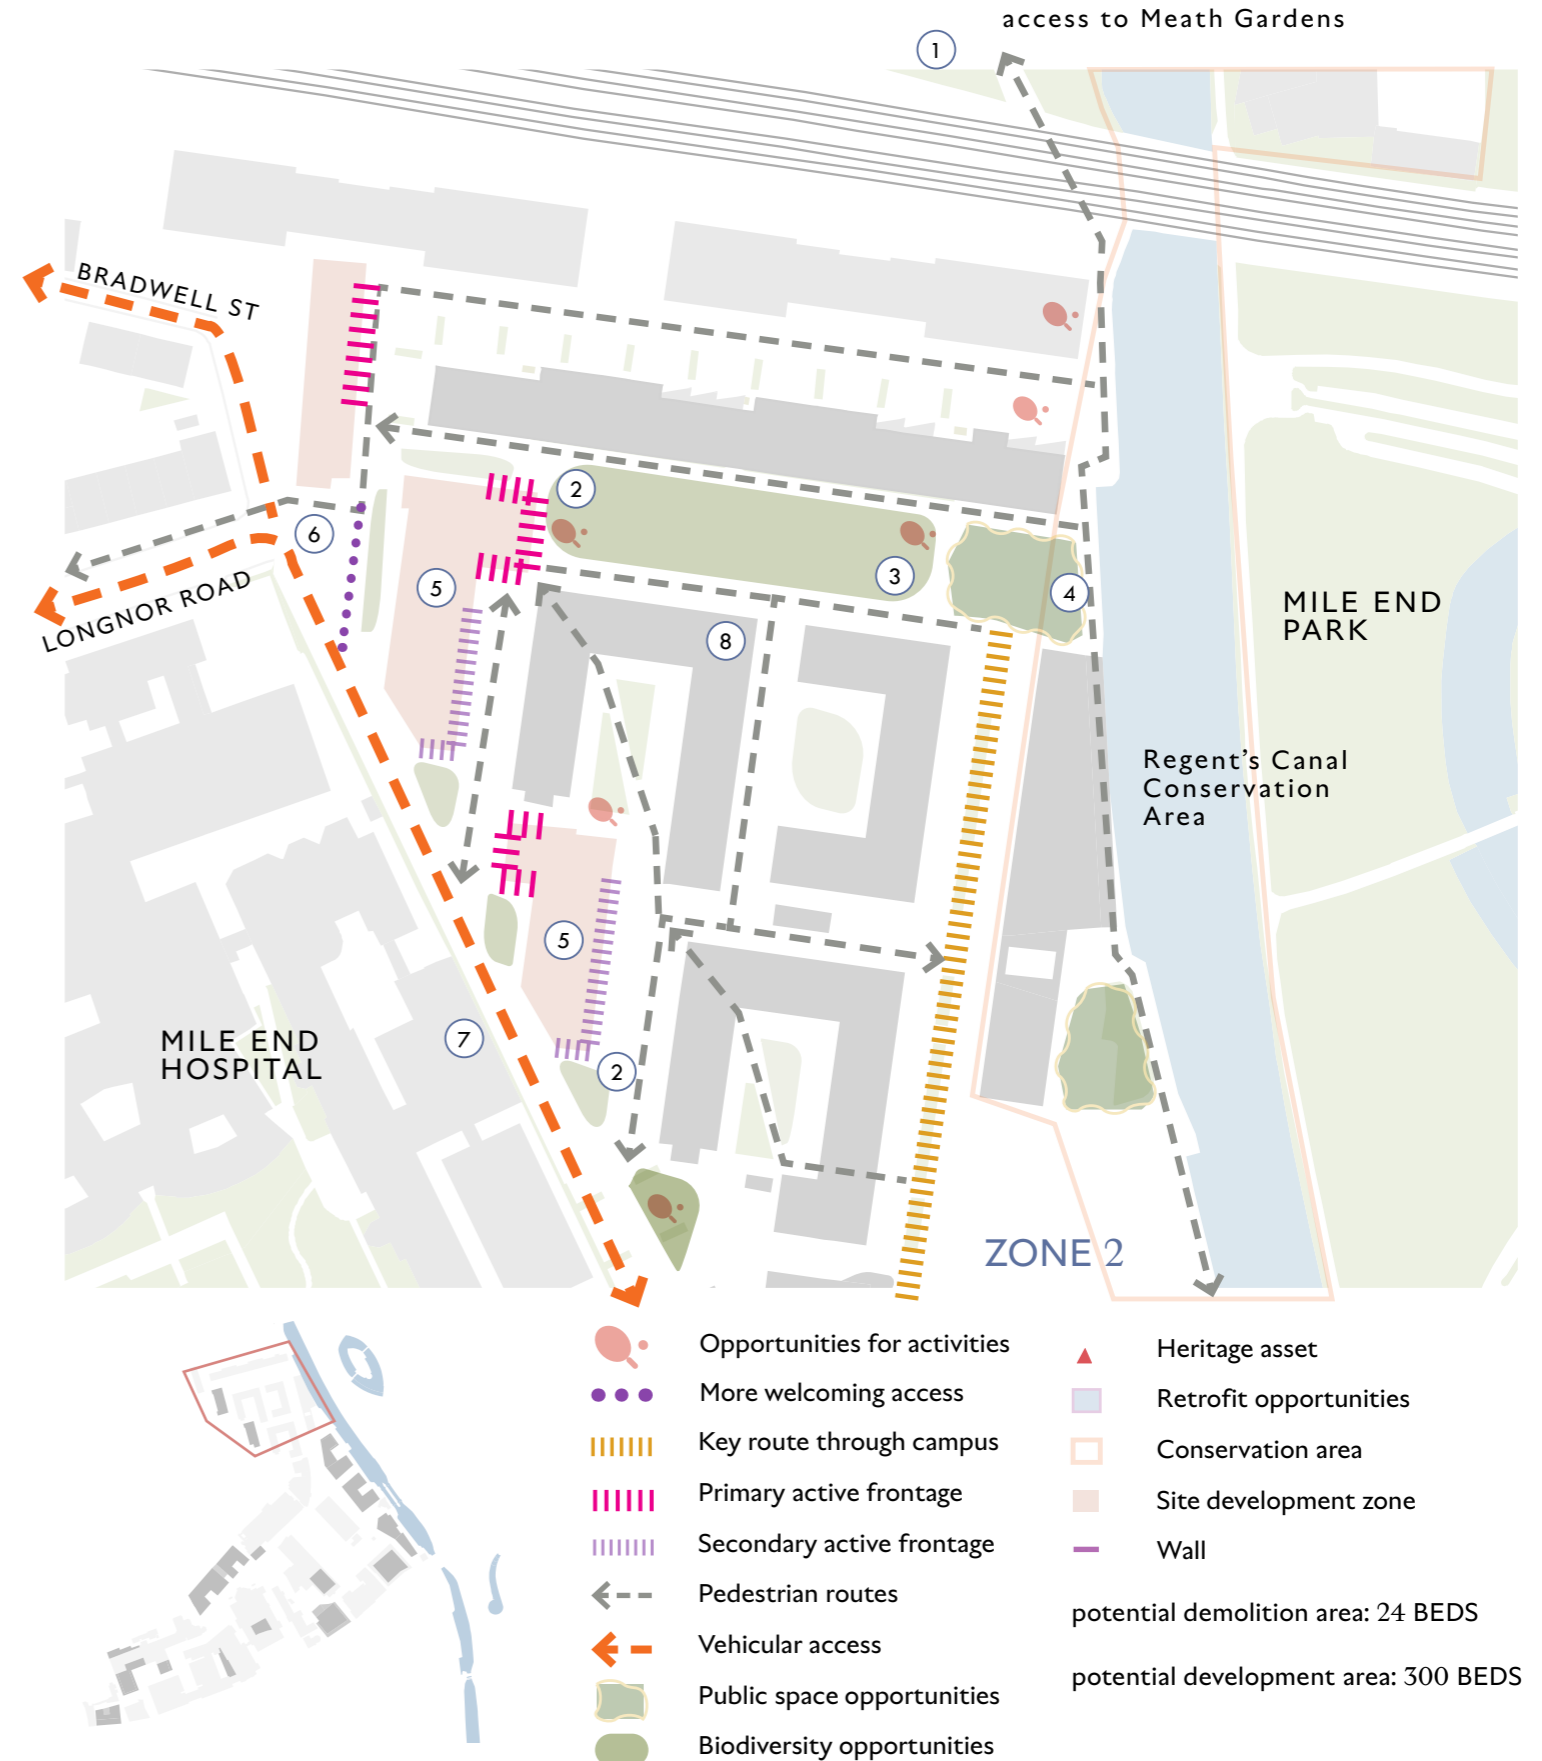 access to Meath Gardens
1
BRADWELL ST
2
6
3
5
4
LONGNOR ROAD
8
MILE END
PARK
Regent's Canal
Conservation
Area
5
MILE END
HOSPITAL
7
2
ZONE 2
Opportunities for activities
More welcoming access
Key route through campus
Primary active frontage
Secondary active frontage
Pedestrian routes
Vehicular access
Public space opportunities
Biodiversity opportunities
Heritage asset
Retrofit opportunities
Conservation area
Site development zone
Wall
potential demolition area: 24 BEDS
potential development area: 300 BEDS